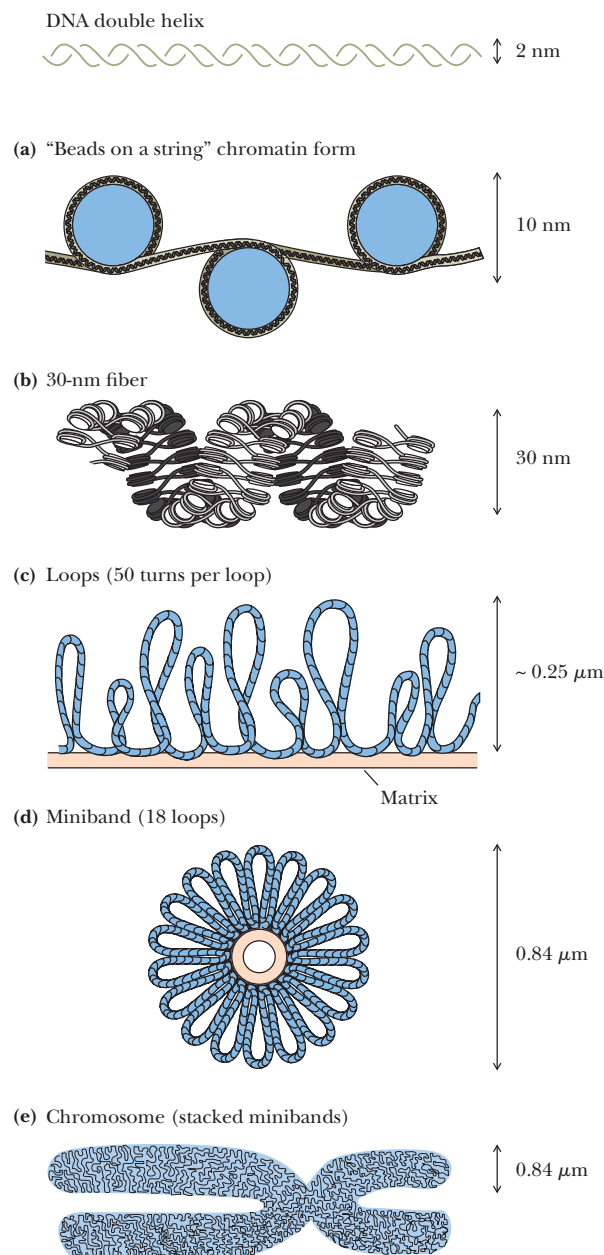 DNA double helix
2 nm
(a) “Beads on a string” chromatin form
10 nm
(b) 30-nm fiber
30 nm
(c) Loops (50 turns per loop)
~ 0.25 μm
Matrix
(d) Miniband (18 loops)
0.84 μm
(e) Chromosome (stacked minibands)
0.84 μm